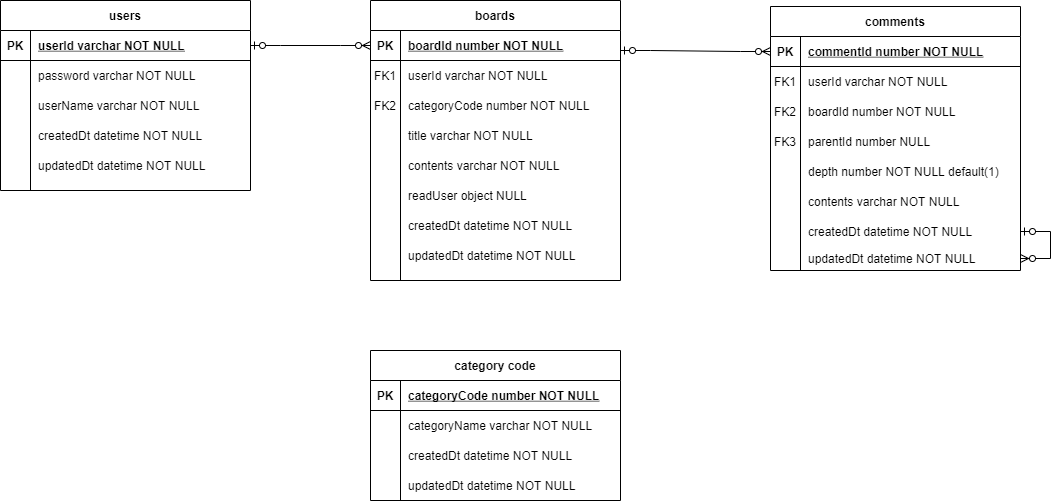 users
PK userId varchar NOT NULL
password varchar NOT NULL
userName varchar NOT NULL
createdDt datetime NOT NULL
updatedDt datetime NOT NULL
boards
PK boardId number NOT NULL
FK1 userId varchar NOT NULL
FK2 categoryCode number NOT NULL
title varchar NOT NULL
contents varchar NOT NULL
readUser object NULL
createdDt datetime NOT NULL
updatedDt datetime NOT NULL
comments
PK commentId number NOT NULL
FK1 userId varchar NOT NULL
FK2 boardId number NOT NULL
FK3 parentId number NULL
depth number NOT NULL default(1)
contents varchar NOT NULL
createdDt datetime NOT NULL
updatedDt datetime NOT NULL
category code
PK categoryCode number NOT NULL
categoryName varchar NOT NULL
createdDt datetime NOT NULL
updatedDt datetime NOT NULL